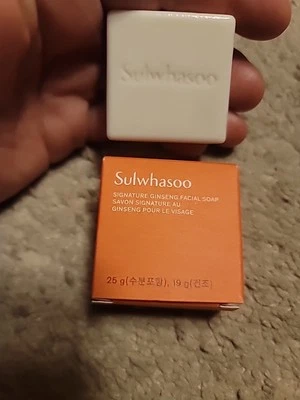 Sulwhasoo
Sulwhasoo
SIGNATURE GINSENG FACIAL SOAP
SAVON SIGNATURE AU
GINSENG POUR LE VISAGE
25 g(수분포함), 19 g(건조)